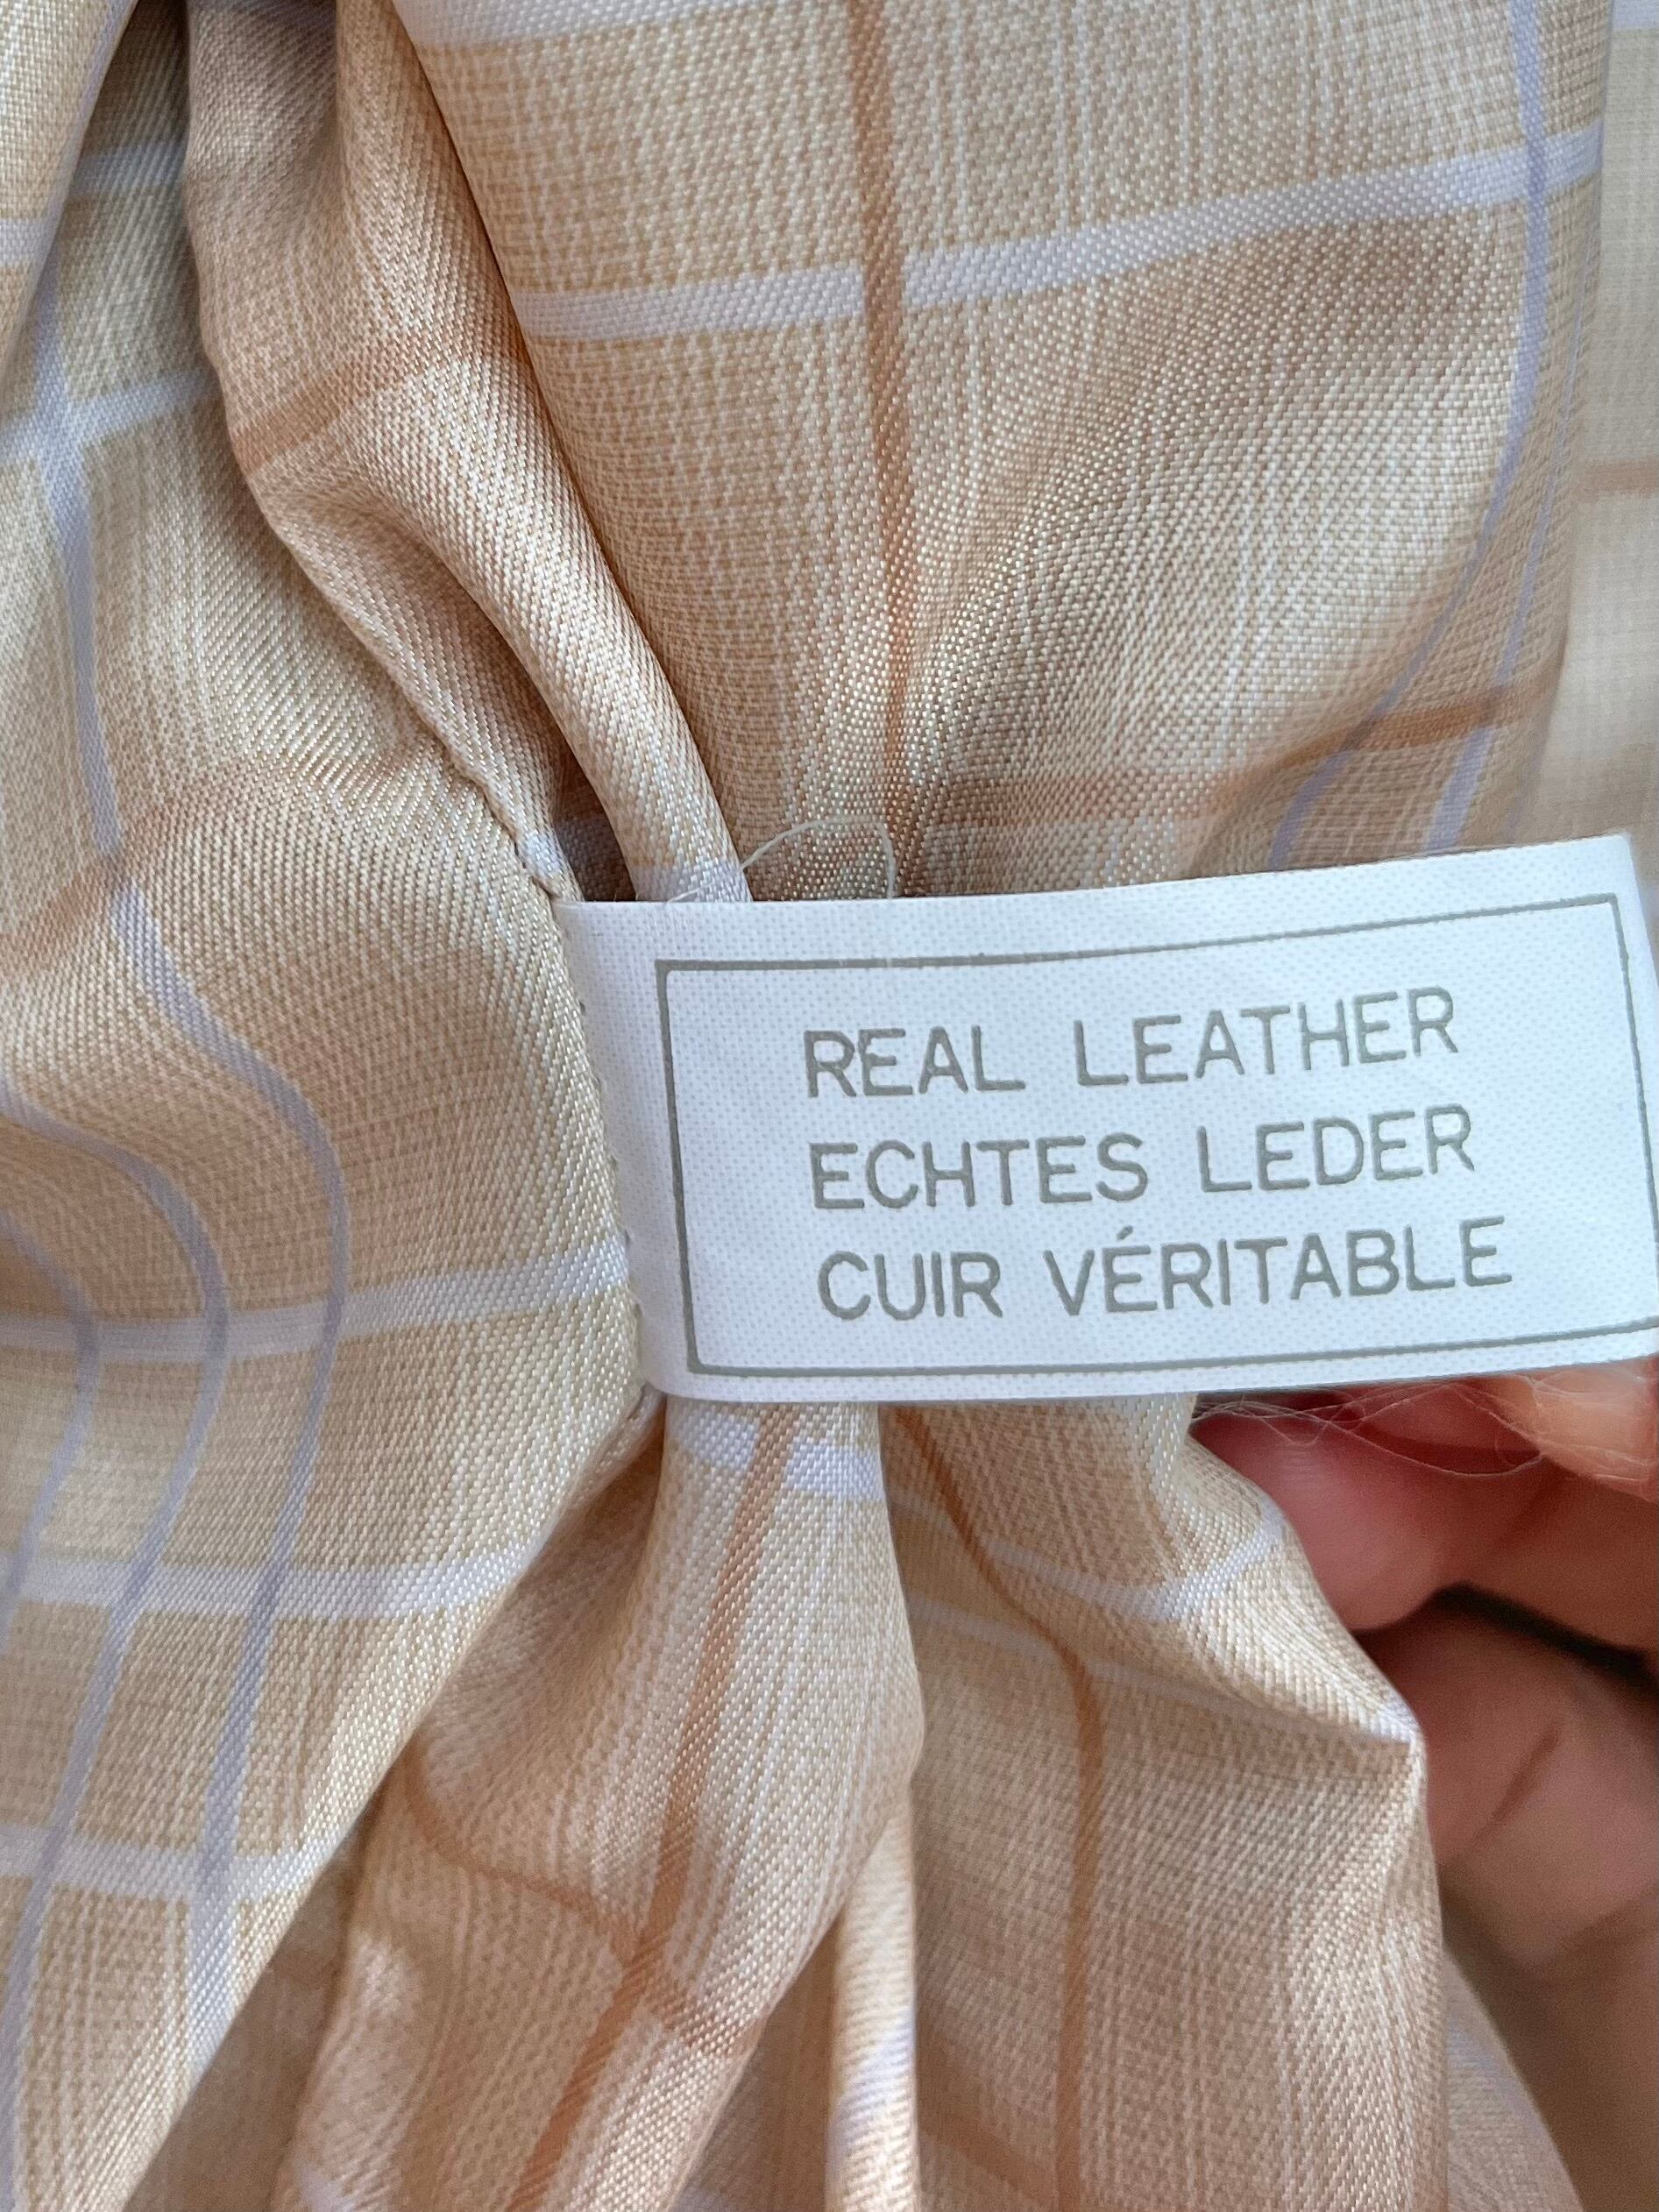 REAL LEATHER
ECHTES LEDER
CUIR VÉRITABLE